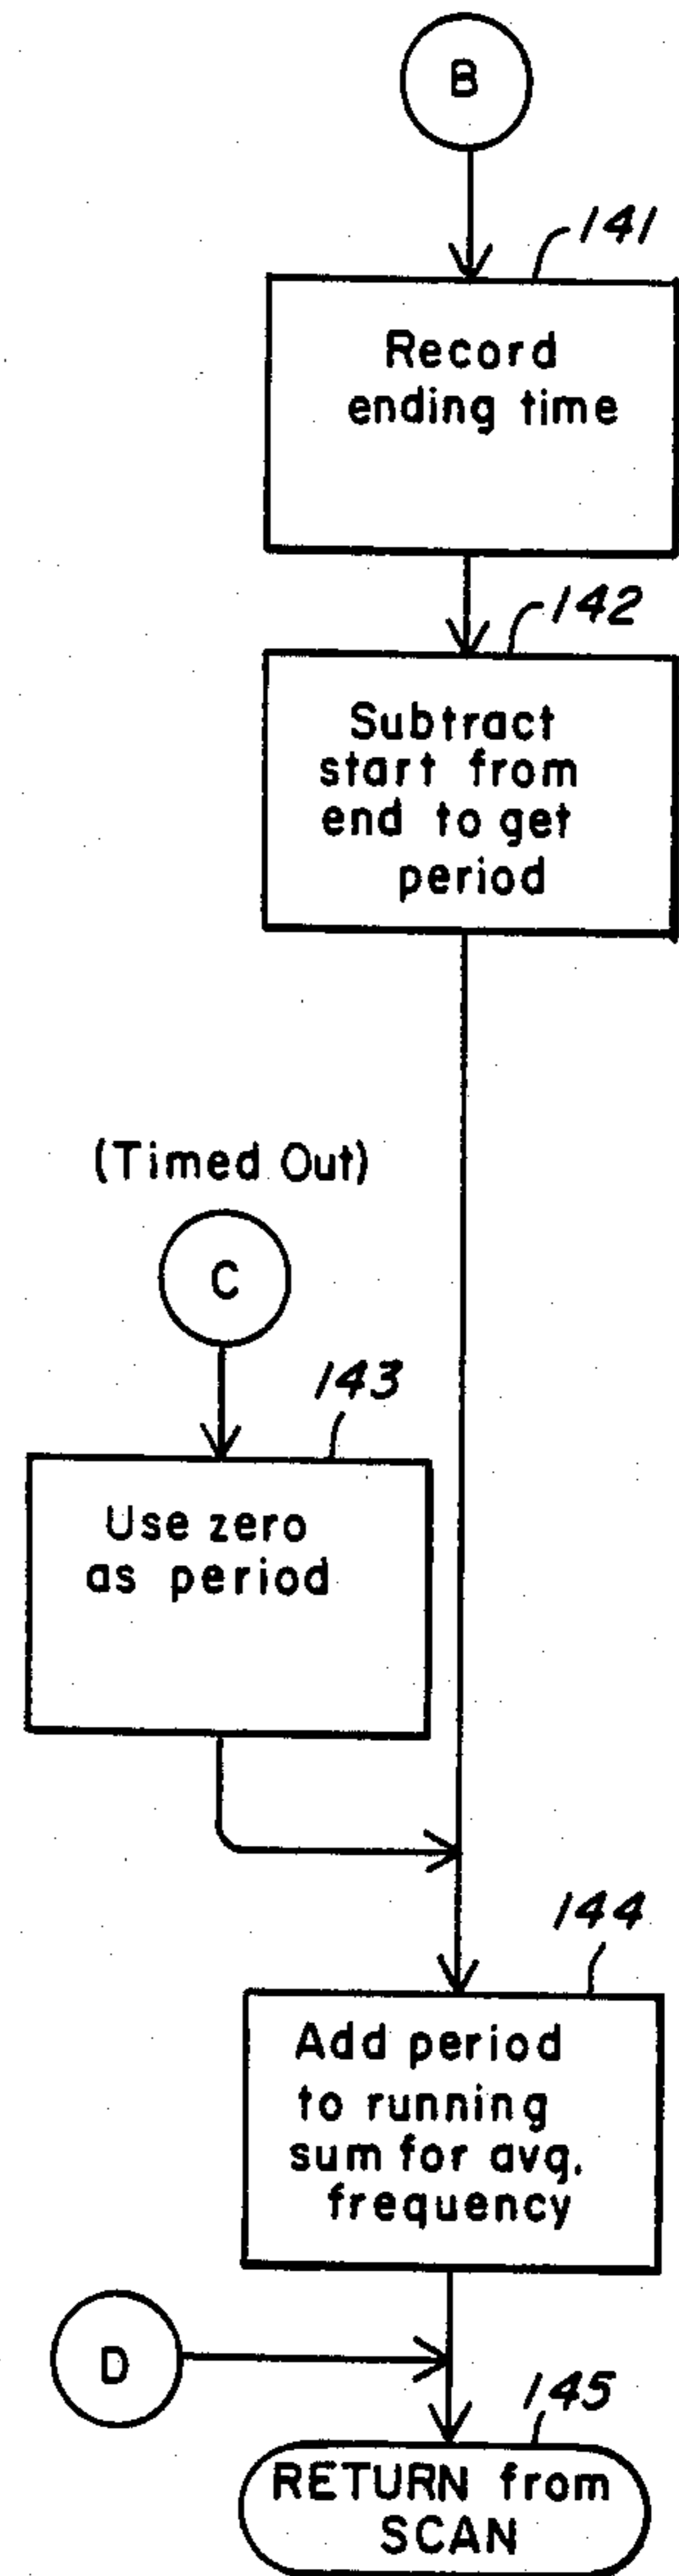 B
141
Record
ending time
142
Subtract
start from
end to get
period
(Timed Out)
C
143
Use zero
as period
144
Add period
to running
sum for avg.
frequency
D
145
RETURN from
SCAN